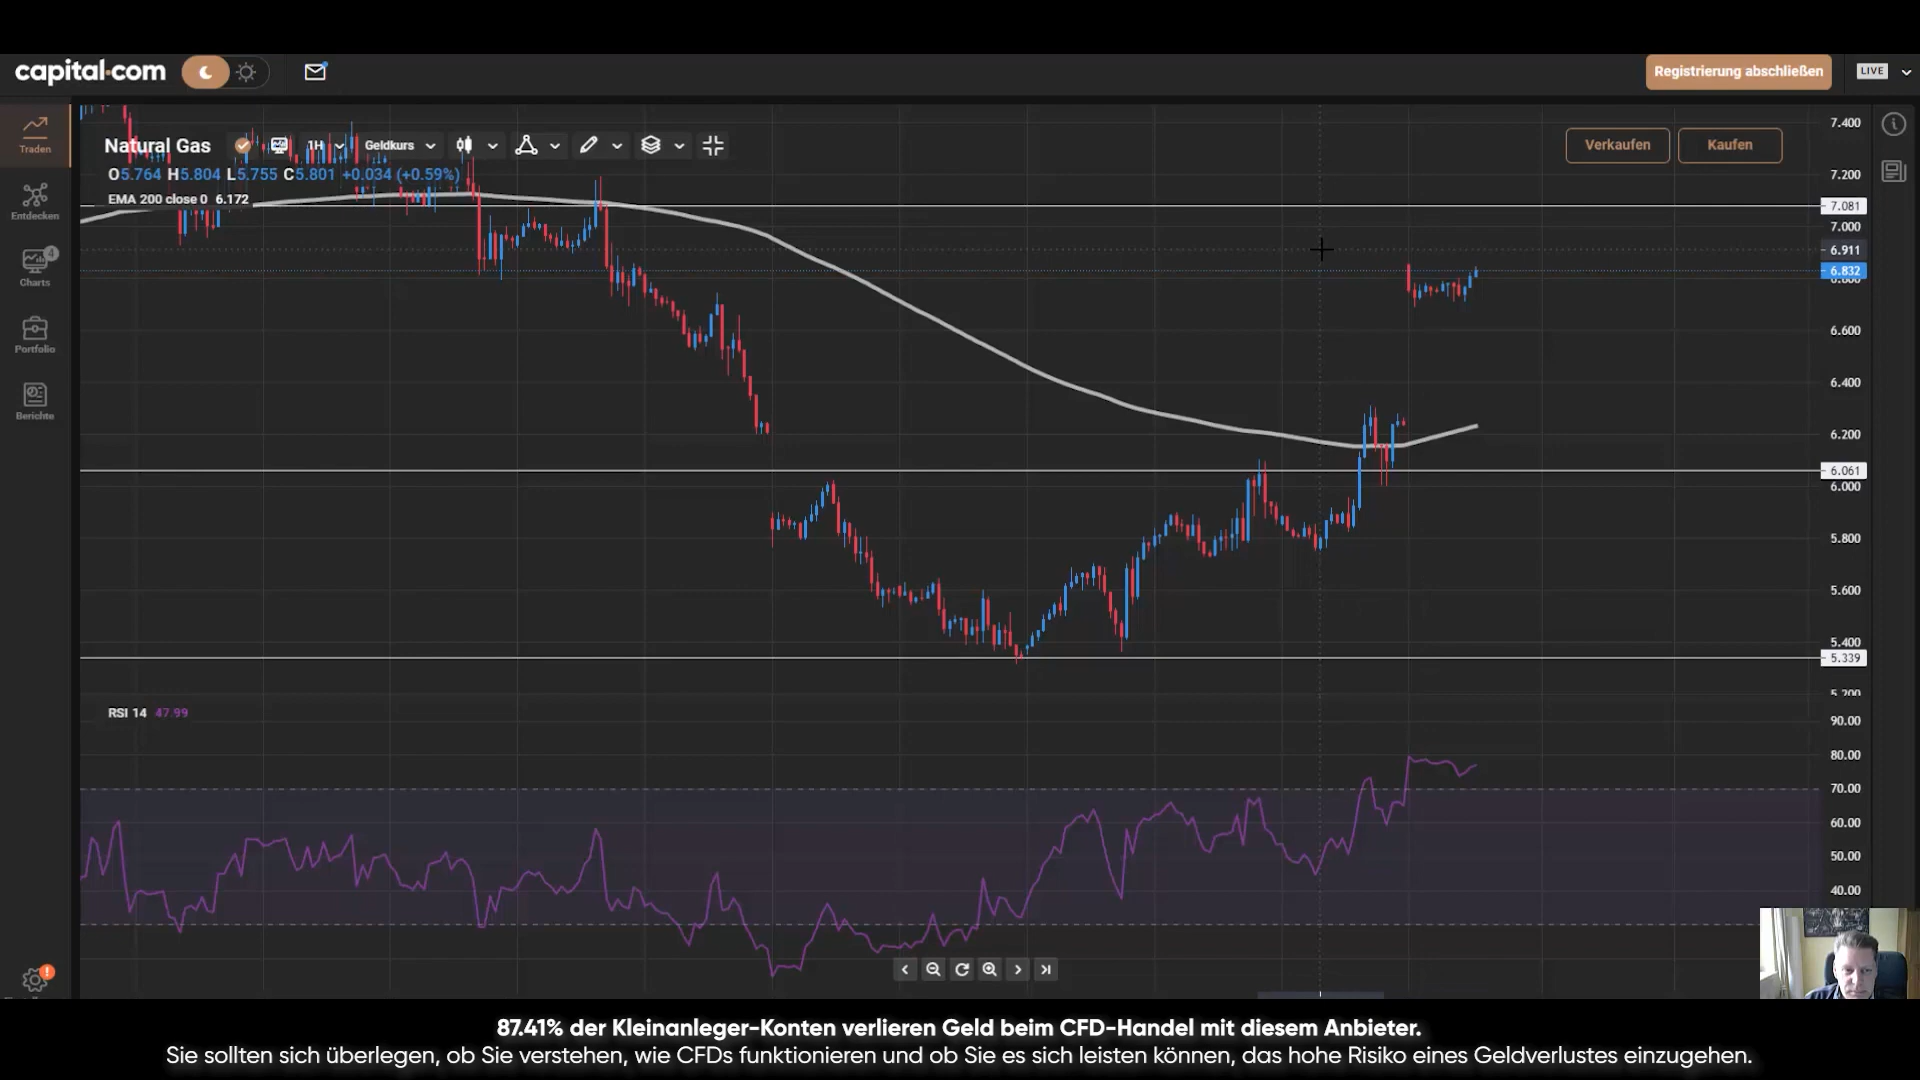 capital.com
Registrierung abschließen
LIVE
Traden
Entdecken
4
Charts
Portfolio
Berichte
Natural Gas
1H
Geldkurs
Verkaufen
Kaufen
O5.764 H5.804 L5.755 C5.801 +0.034 (+0.59%)
EMA 200 close 0 6.172
7.400
7.200
7.081
7.000
6.911
6.832
6.800
6.600
6.400
6.200
6.061
6.000
5.800
5.600
5.400
5.339
5.200
RSI 14 47.99
90.00
80.00
70.00
60.00
50.00
40.00
87.41% der Kleinanleger-Konten verlieren Geld beim CFD-Handel mit diesem Anbieter.
Sie sollten sich überlegen, ob Sie verstehen, wie CFDs funktionieren und ob Sie es sich leisten können, das hohe Risiko eines Geldverlustes einzugehen.